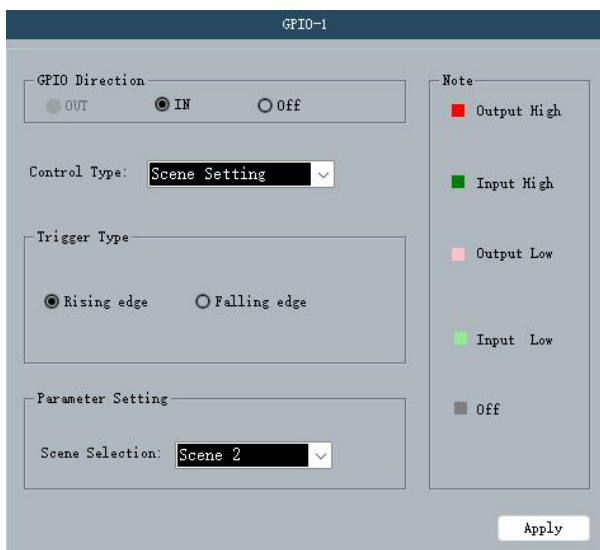 GPIO-1
GPIO Direction
OUT IN Off
Control Type: Scene Setting
Trigger Type
Rising edge Falling edge
Parameter Setting
Scene Selection: Scene 2
Note
Output High
Input High
Output Low
Input Low
Off
Apply